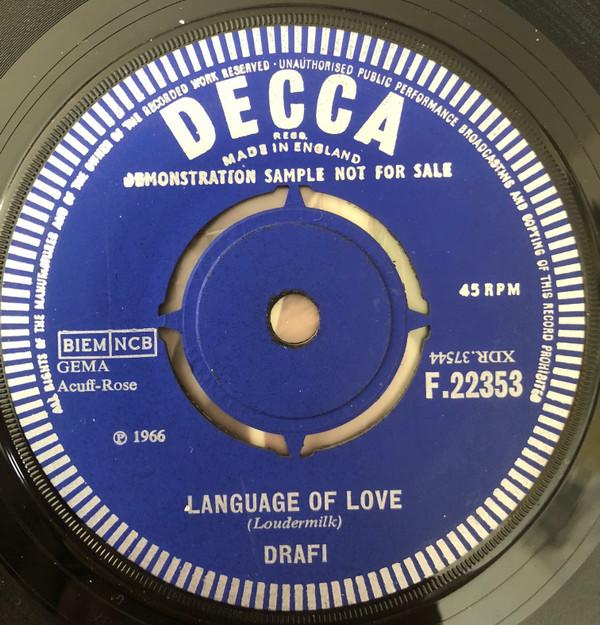 ALL RIGHTS OF THE MANUFACTURER AND OF THE OWNER OF THE RECORDED WORK RESERVED · UNAUTHORISED PUBLIC PERFORMANCE BROADCASTING AND COPYING OF THIS RECORD PROHIBITED
DECCA
REGD.
MADE IN ENGLAND
DEMONSTRATION SAMPLE NOT FOR SALE
45 RPM
BIEM NCB
GEMA
Acuff-Rose
XDR.37544
F.22353
℗ 1966
LANGUAGE OF LOVE
(Loudermilk)
DRAFI